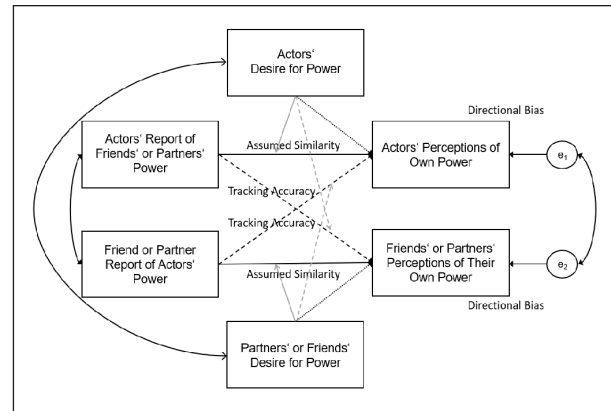 Actors‘
Desire for Power
Directional Bias
Actors‘ Report of
Friends‘ or Partners‘
Power
Assumed Similarity
Actors‘ Perceptions of
Own Power
e1
Tracking Accuracy
Tracking Accuracy
Friend or Partner
Report of Actors‘
Power
Assumed Similarity
Friends‘ or Partners‘
Perceptions of Their
Own Power
e2
Directional Bias
Partners‘ or Friends‘
Desire for Power